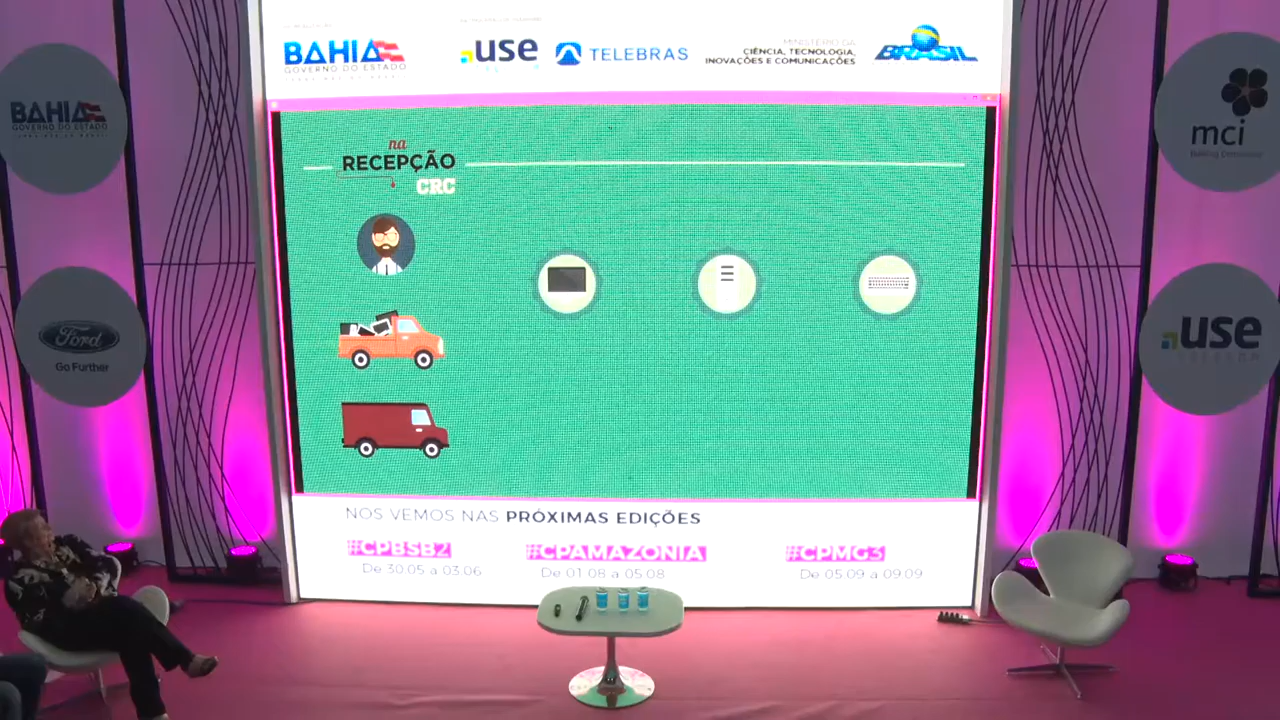 BAHIA
GOVERNO DO ESTADO
use
TELEBRAS
MINISTÉRIO DA
CIÊNCIA, TECNOLOGIA,
INOVAÇÕES E COMUNICAÇÕES
BRASIL
BAHIA
GOVERNO DO ESTADO
mci
na
RECEPÇÃO
CRC
Ford
Go Further
use
NOS VEMOS NAS PRÓXIMAS EDIÇÕES
#CPBSB2
De 30.05 a 03.06
#CPAMAZONIA
De 01.08 a 05.08
#CPMG3
De 05.09 a 09.09